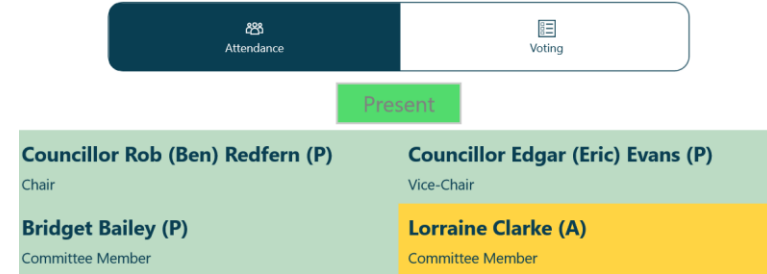 Attendance
Voting
Present
Councillor Rob (Ben) Redfern (P)
Chair
Councillor Edgar (Eric) Evans (P)
Vice-Chair
Bridget Bailey (P)
Committee Member
Lorraine Clarke (A)
Committee Member